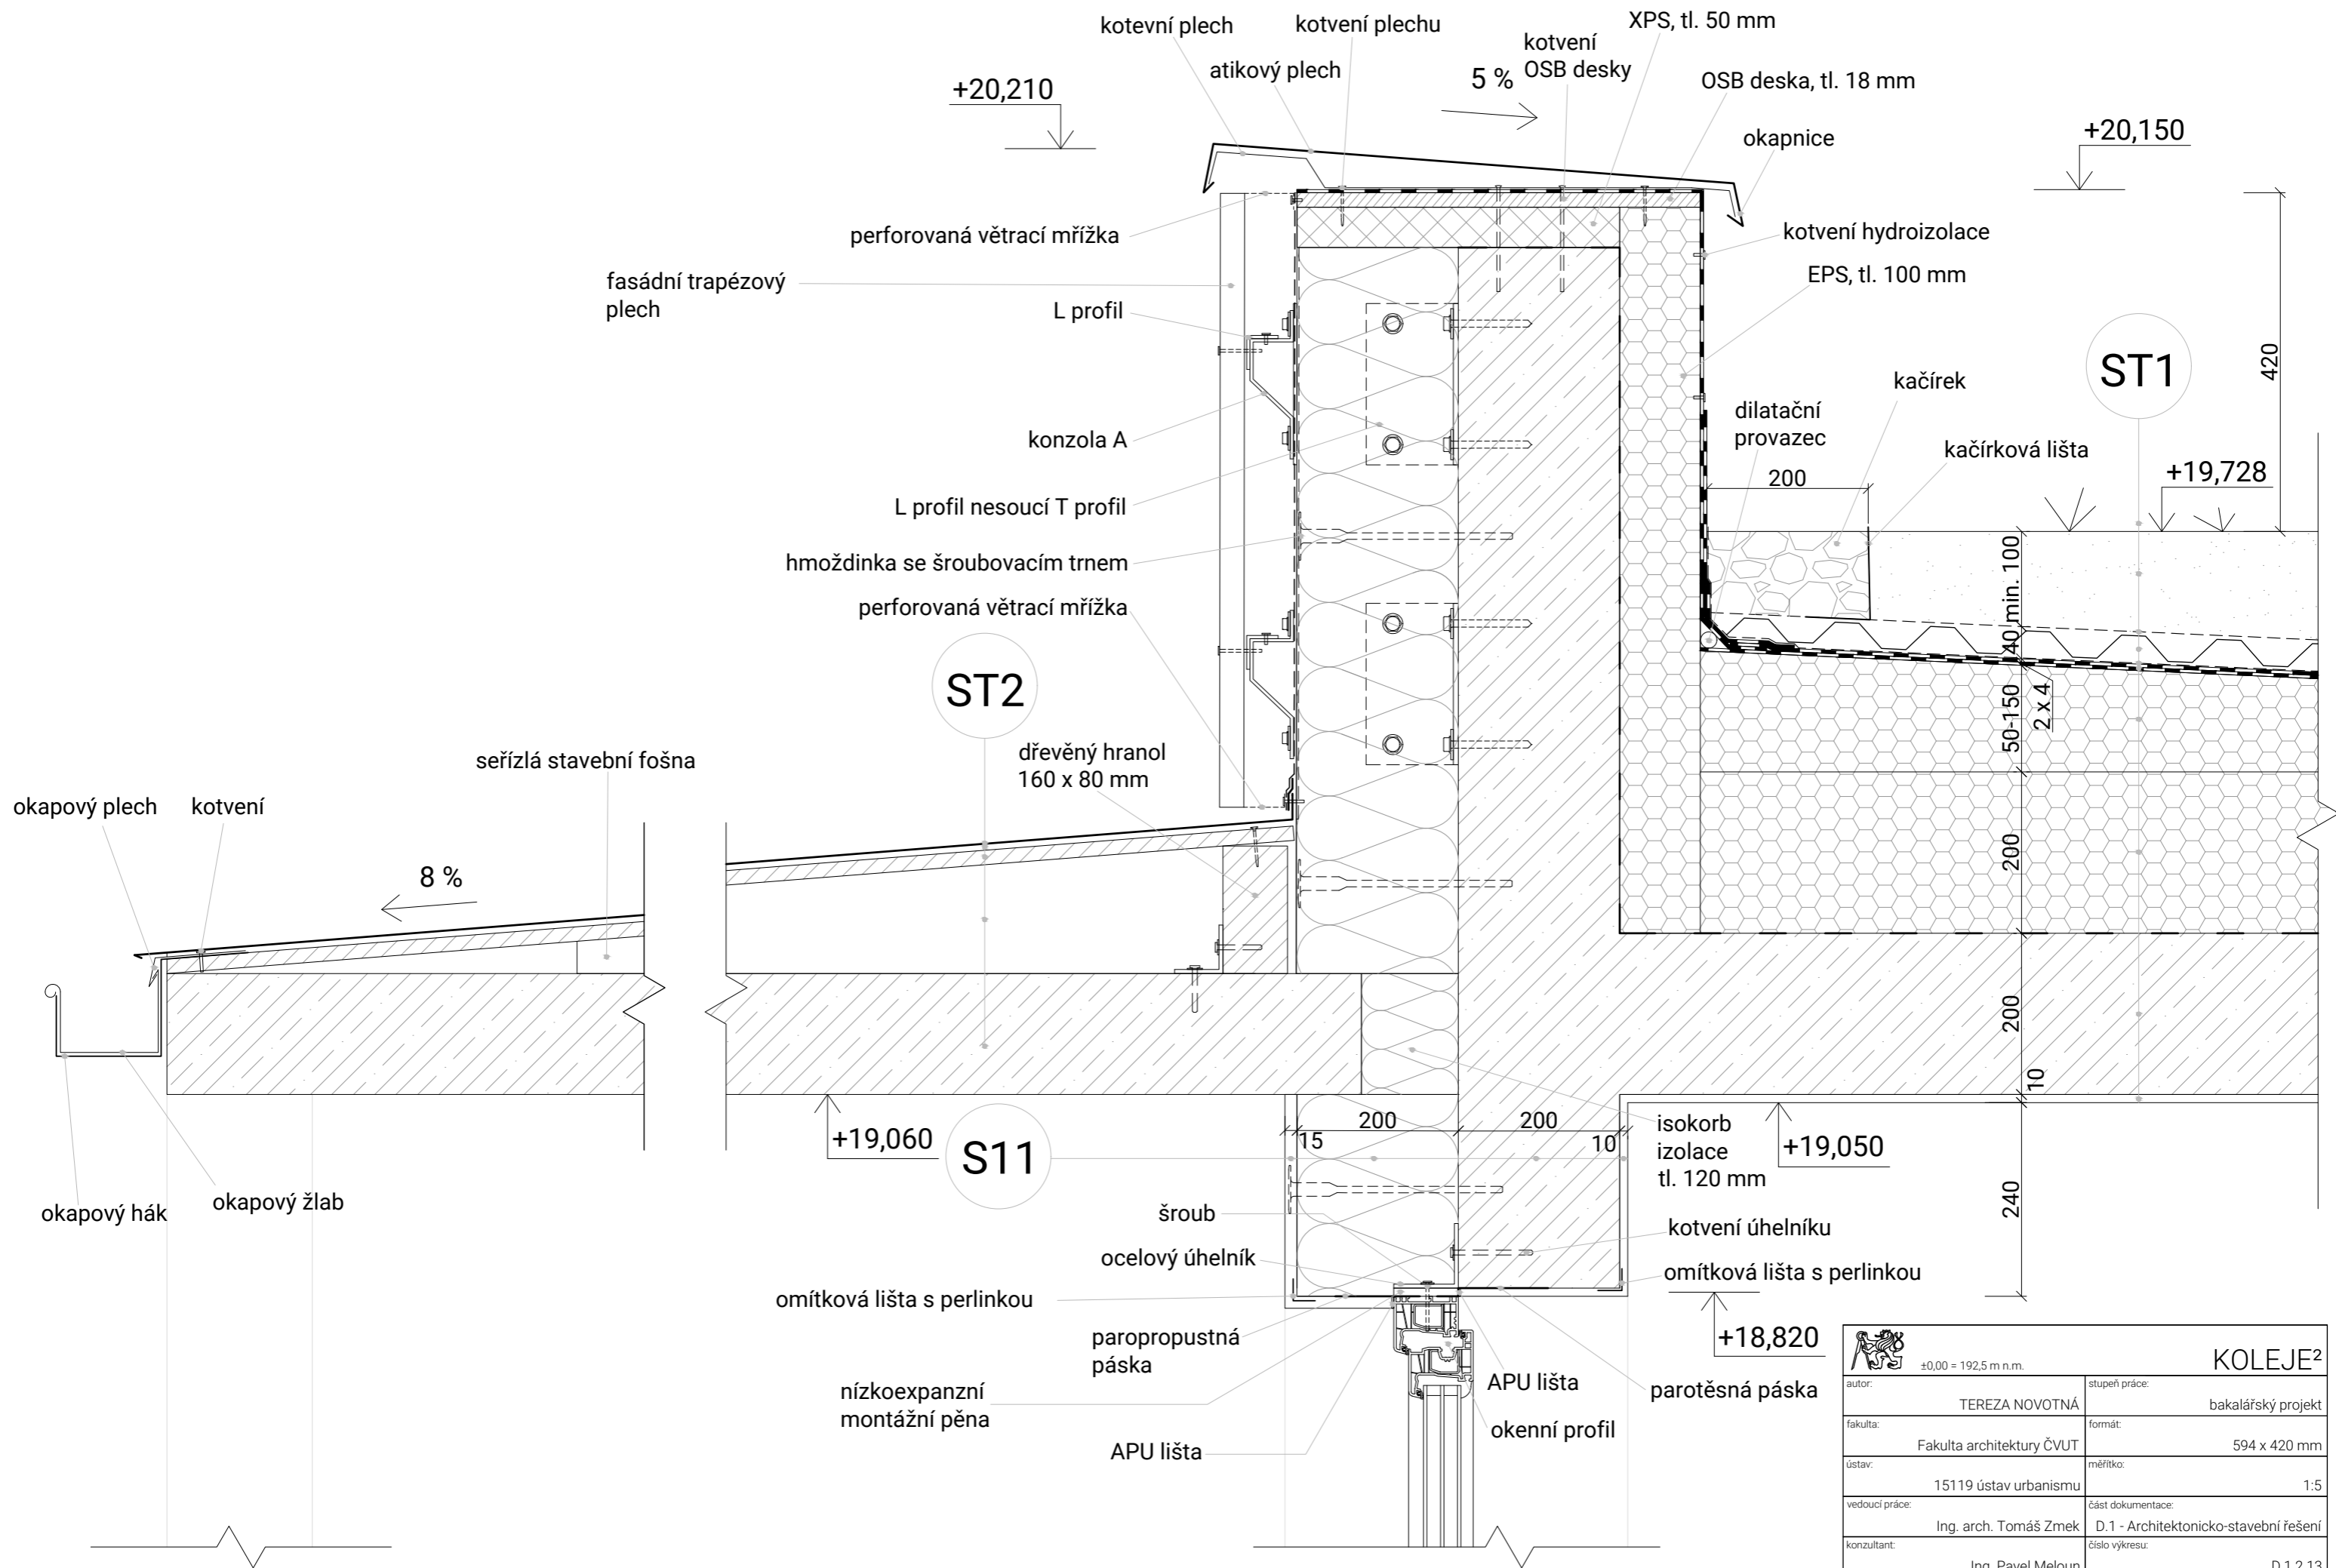 kotevní plech
kotvení plechu
XPS, tl. 50 mm
atikový plech
5 %
kotvení
OSB desky
OSB deska, tl. 18 mm
+20,210
okapnice
+20,150
perforovaná větrací mřížka
kotvení hydroizolace
fasádní trapézový
plech
EPS, tl. 100 mm
L profil
ST1
420
kačírek
dilatační
provazec
konzola A
kačírková lišta
200
+19,728
L profil nesoucí T profil
hmoždinka se šroubovacím trnem
min. 100
perforovaná větrací mřížka
40
ST2
2 x 4
50-150
dřevěný hranol
160 x 80 mm
seřízlá stavební fošna
okapový plech
kotvení
200
8 %
200
10
+19,060
S11
15
200
200
10
isokorb
izolace
tl. 120 mm
+19,050
okapový hák
okapový žlab
240
šroub
kotvení úhelníku
ocelový úhelník
omítková lišta s perlinkou
omítková lišta s perlinkou
paropropustná
páska
+18,820
nízkoexpanzní
montážní pěna
APU lišta
parotěsná páska
okenní profil
APU lišta
±0,00 = 192,5 m n.m.
KOLEJE²
autor:
TEREZA NOVOTNÁ
stupeň práce:
bakalářský projekt
fakulta:
Fakulta architektury ČVUT
formát:
594 x 420 mm
ústav:
15119 ústav urbanismu
měřítko:
1:5
vedoucí práce:
Ing. arch. Tomáš Zmek
část dokumentace:
D.1 - Architektonicko-stavební řešení
konzultant:
Ing. Pavel Meloun
číslo výkresu:
D.1.2.13